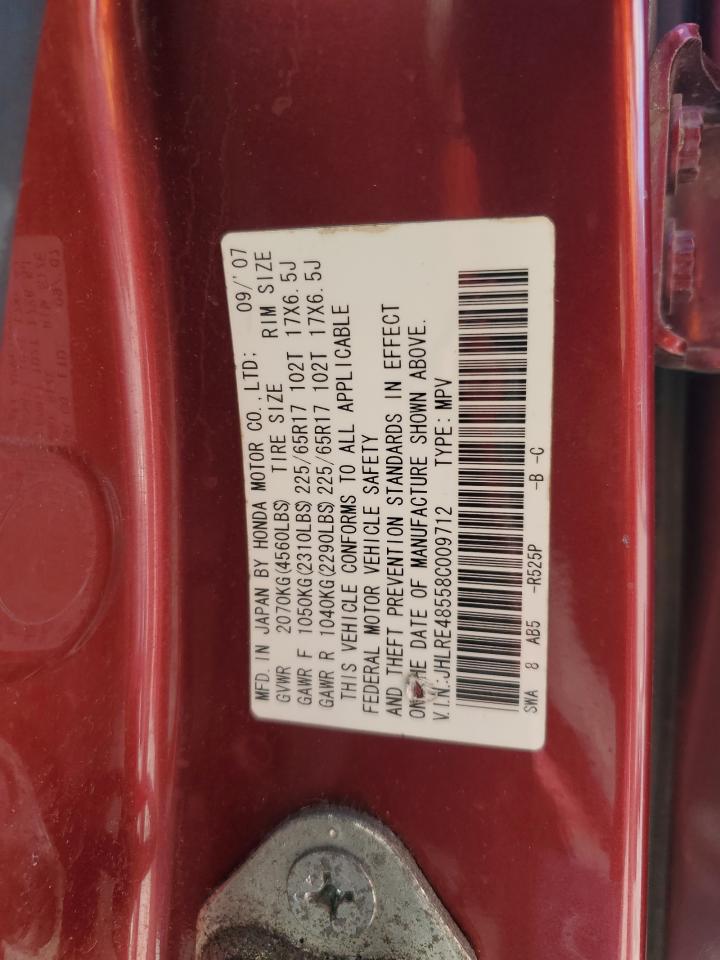 MFD. IN JAPAN BY HONDA MOTOR CO., LTD; 09/'07
GVWR 2070KG(4560LBS) TIRE SIZE RIM SIZE
GAWR F 1050KG(2310LBS) 225/65R17 102T 17X6.5J
GAWR R 1040KG(2290LBS) 225/65R17 102T 17X6.5J
THIS VEHICLE CONFORMS TO ALL APPLICABLE
FEDERAL MOTOR VEHICLE SAFETY
AND THEFT PREVENTION STANDARDS IN EFFECT
ON THE DATE OF MANUFACTURE SHOWN ABOVE.
V.I.N.:JHLRE48558C009712 TYPE:MPV
SWA 8 AB5 -R525P -B -C